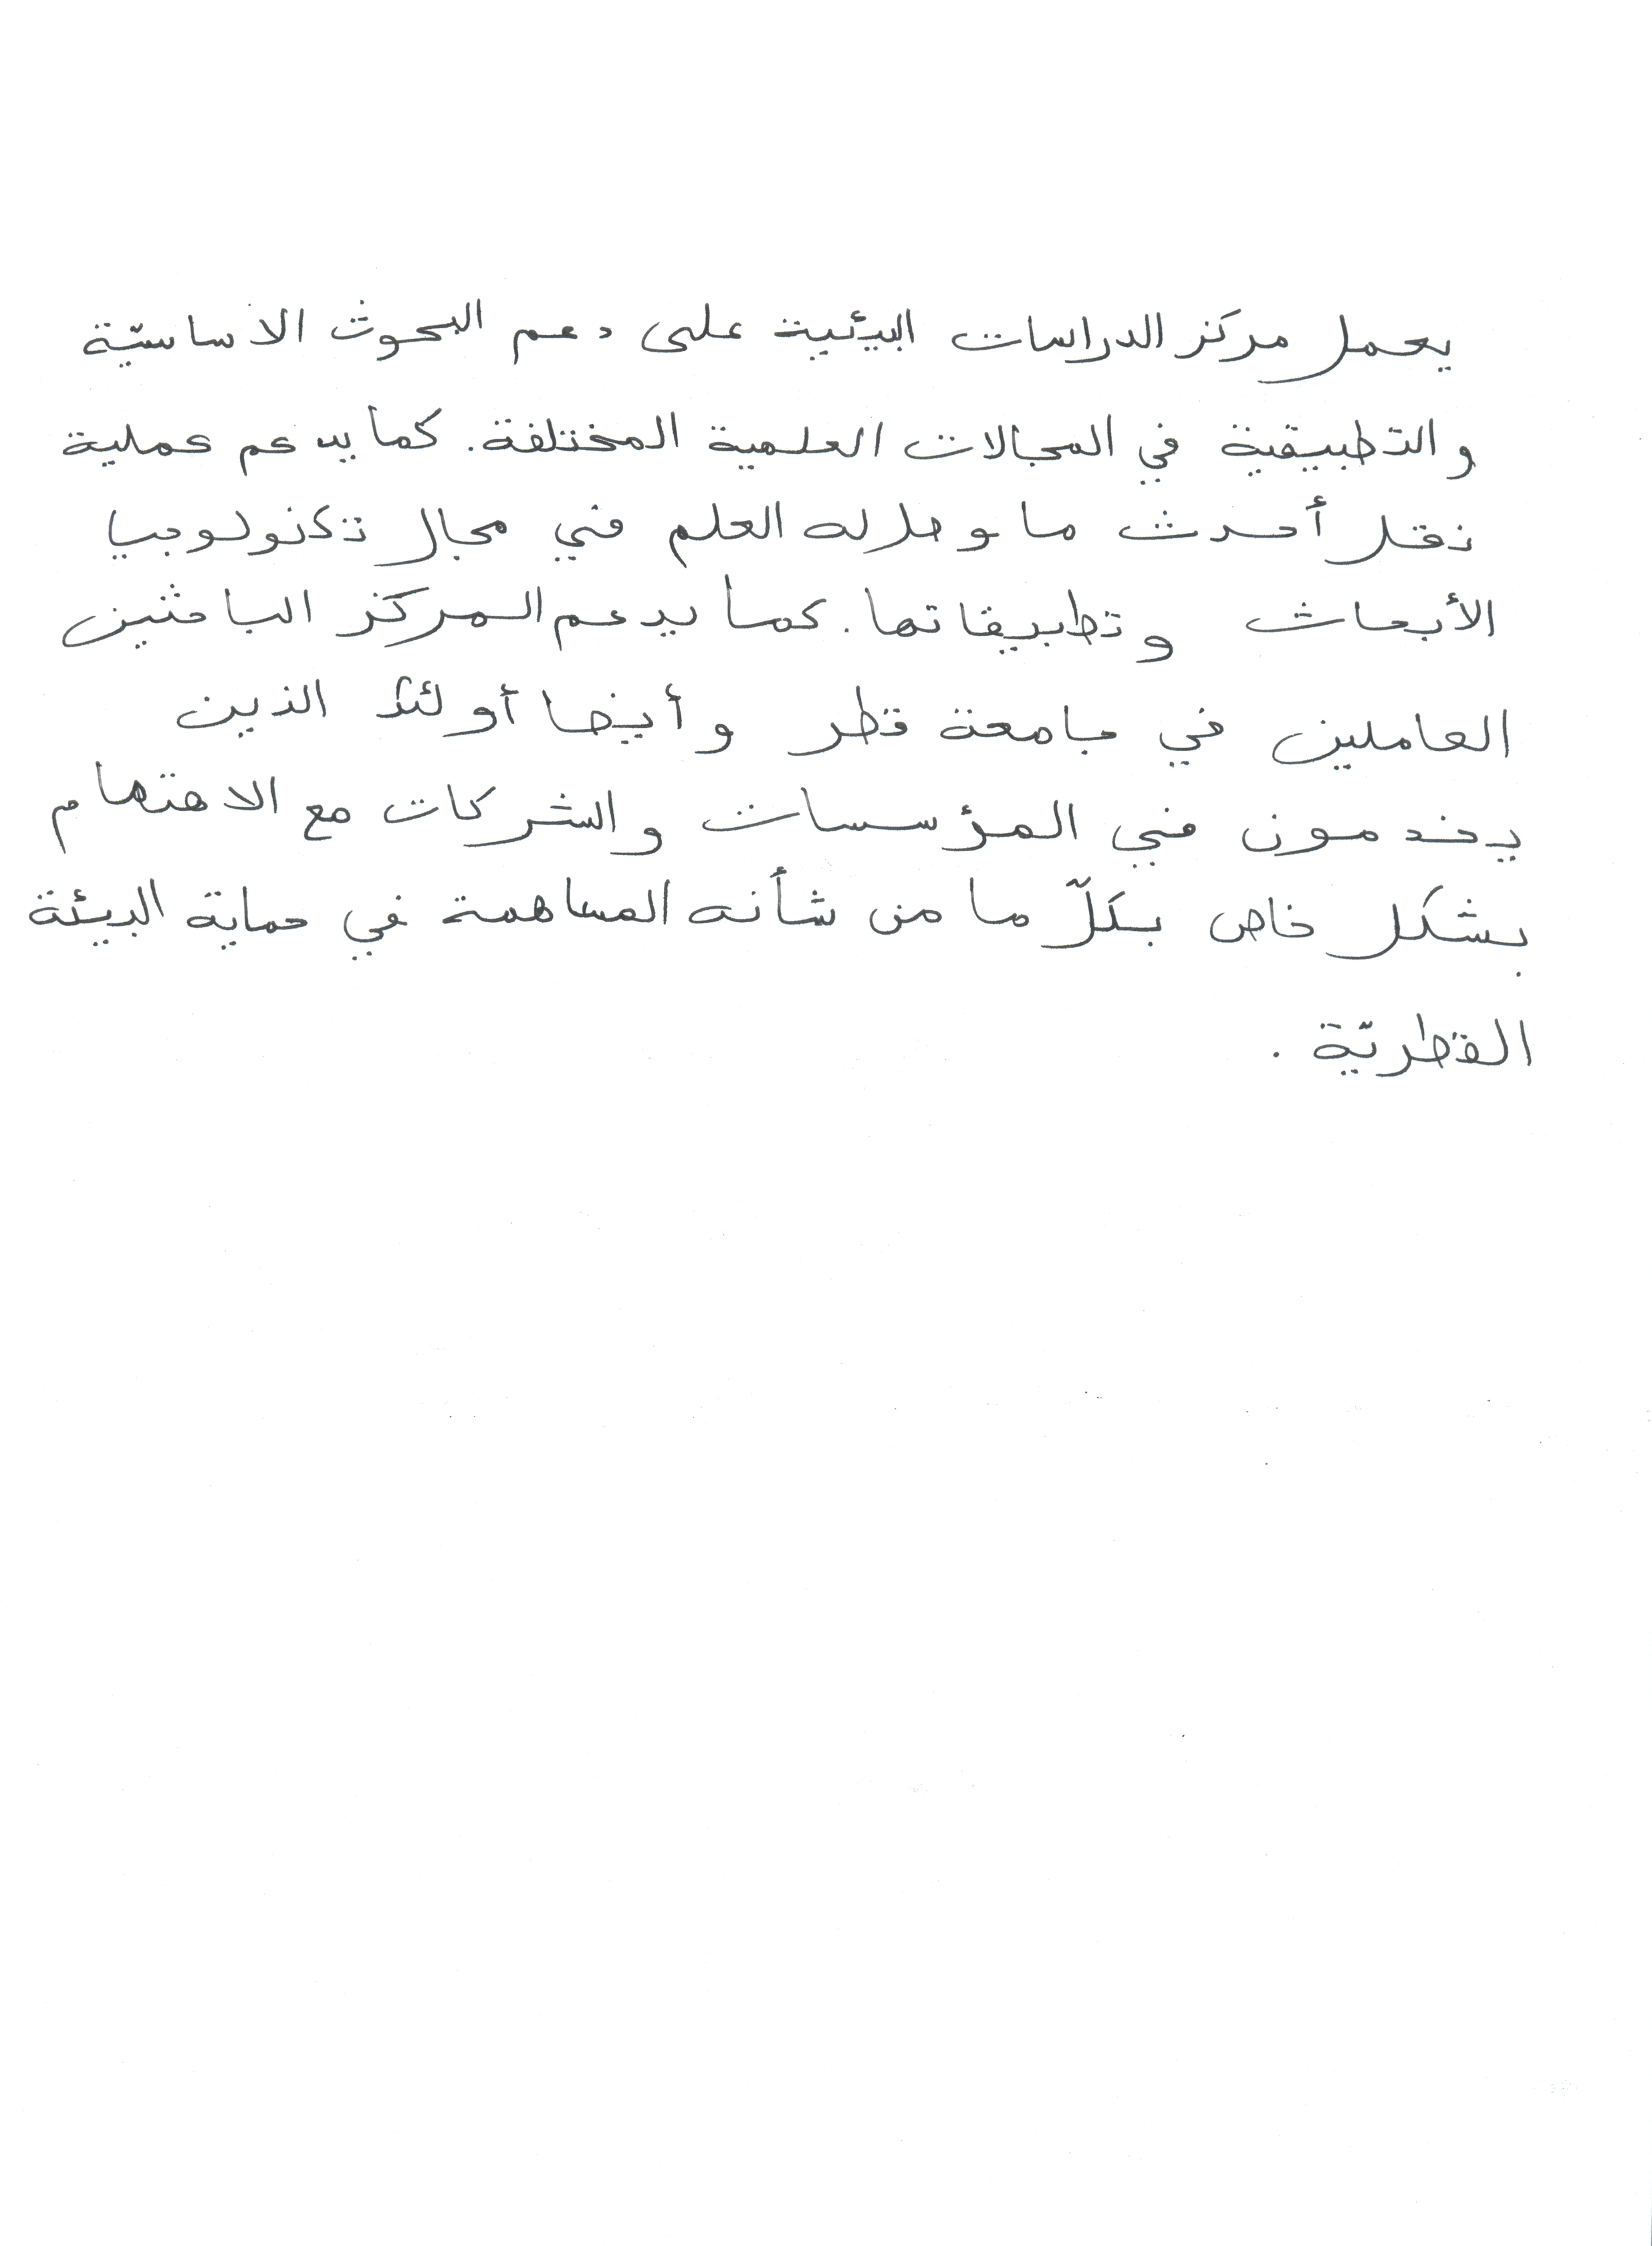 يعمل مركز الدراسات البيئية على دعم البحوث الاساسيّة
والتطبيقية في المجالات العلمية المختلفة. كما يدعم عملية
نقل أحدث ما وصل له العلم في مجال تكنولوجيا
الأبحاث وتطبيقاتها. كما يدعم المركز الباحثين
العاملين في جامعة قطر وأيضا أولئك الذين
يخدمون في المؤسسات والشركات مع الاهتمام
بشكل خاص بكلّ ما من شأنه المساهمة في حماية البيئة
القطريّة .